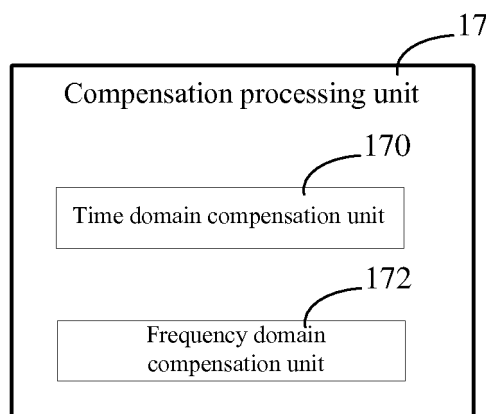 17
Compensation processing unit
170
Time domain compensation unit
172
Frequency domain
compensation unit